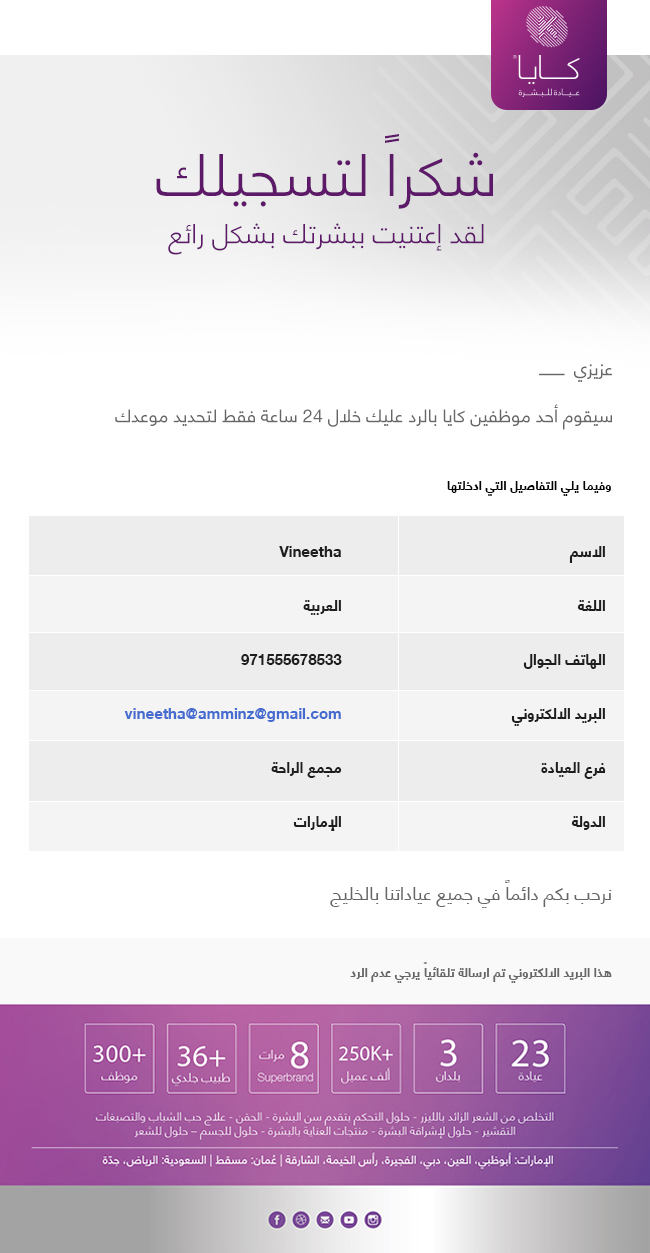 كايا®
عيادة للبشرة
شكراً لتسجيلك
لقد إعتنيت ببشرتك بشكل رائع
عزيزي __
سيقوم أحد موظفين كايا بالرد عليك خلال 24 ساعة فقط لتحديد موعدك
وفيما يلي التفاصيل التي ادخلتها
الاسم Vineetha
اللغة العربية
الهاتف الجوال 971555678533
البريد الالكتروني vineetha@amminz@gmail.com
فرع العيادة مجمع الراحة
الدولة الإمارات
نرحب بكم دائماً في جميع عياداتنا بالخليج
هذا البريد الالكتروني تم ارسالة تلقائياً يرجي عدم الرد
23 3 250K+ 8 مرات 36+ 300+
عيادة بلدان ألف عميل Superbrand طبيب جلدي موظف
التخلص من الشعر الزائد بالليزر - حلول التحكم بتقدم سن البشرة - الحقن - علاج حب الشباب والتصبغات
التقشير - حلول لإشراقة البشرة - منتجات العناية بالبشرة - حلول للجسم – حلول للشعر
الإمارات: أبوظبي، العين، دبي، الفجيرة، رأس الخيمة، الشارقة | عُمان: مسقط | السعودية: الرياض، جدّة